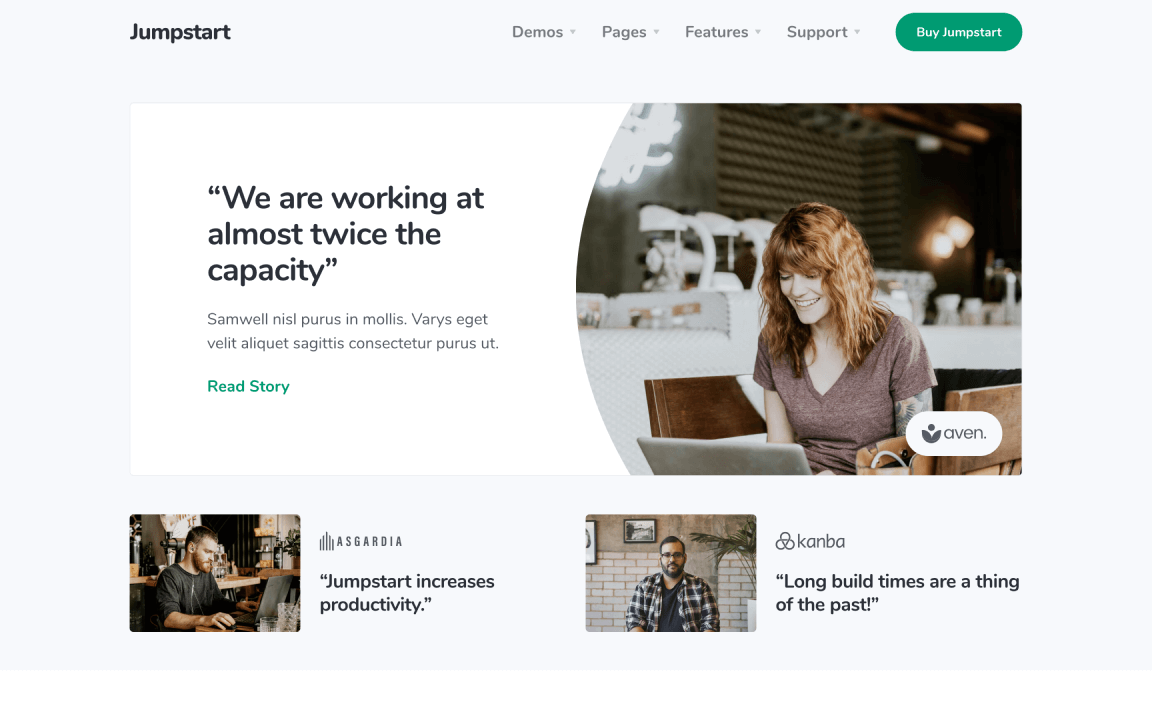 Jumpstart
Demos
Pages
Features
Support
Buy Jumpstart
“We are working at
almost twice the
capacity”
Samwell nisl purus in mollis. Varys eget
velit aliquet sagittis consectetur purus ut.
Read Story
aven.
ASGARDIA
“Jumpstart increases
productivity.”
kanba
“Long build times are a thing
of the past!”